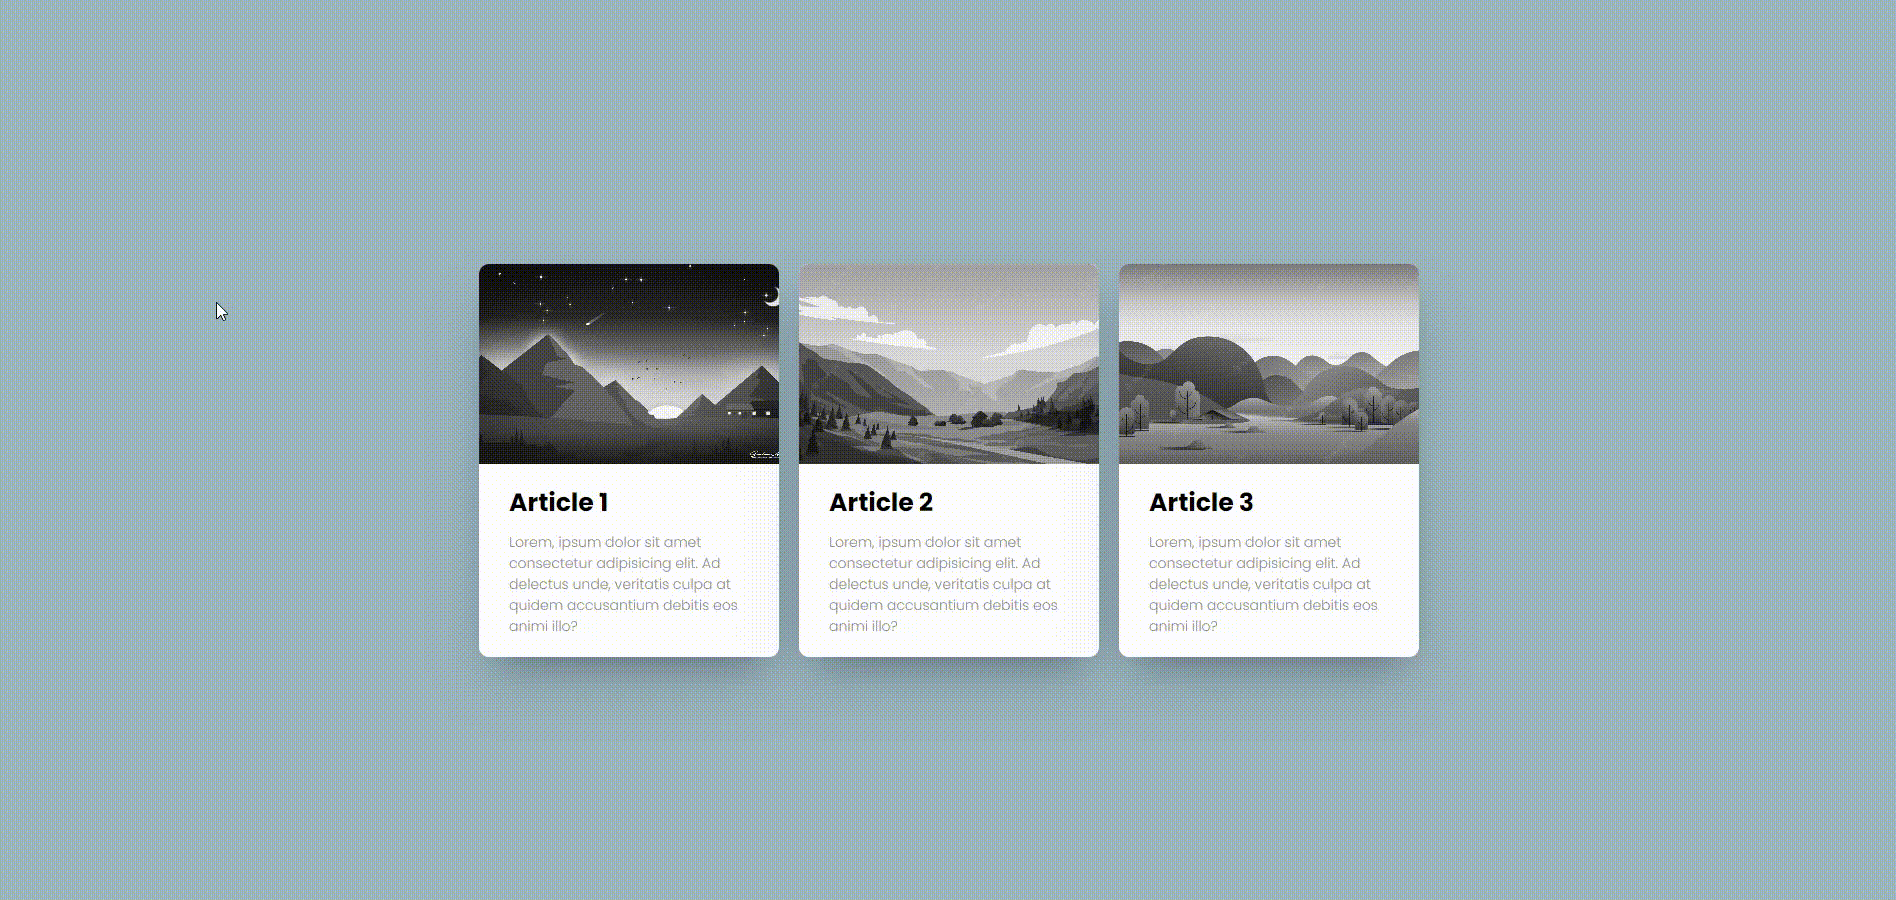 Article 1
Lorem, ipsum dolor sit amet
consectetur adipisicing elit. Ad
delectus unde, veritatis culpa at
quidem accusantium debitis eos
animi illo?
Article 2
Lorem, ipsum dolor sit amet
consectetur adipisicing elit. Ad
delectus unde, veritatis culpa at
quidem accusantium debitis eos
animi illo?
Article 3
Lorem, ipsum dolor sit amet
consectetur adipisicing elit. Ad
delectus unde, veritatis culpa at
quidem accusantium debitis eos
animi illo?